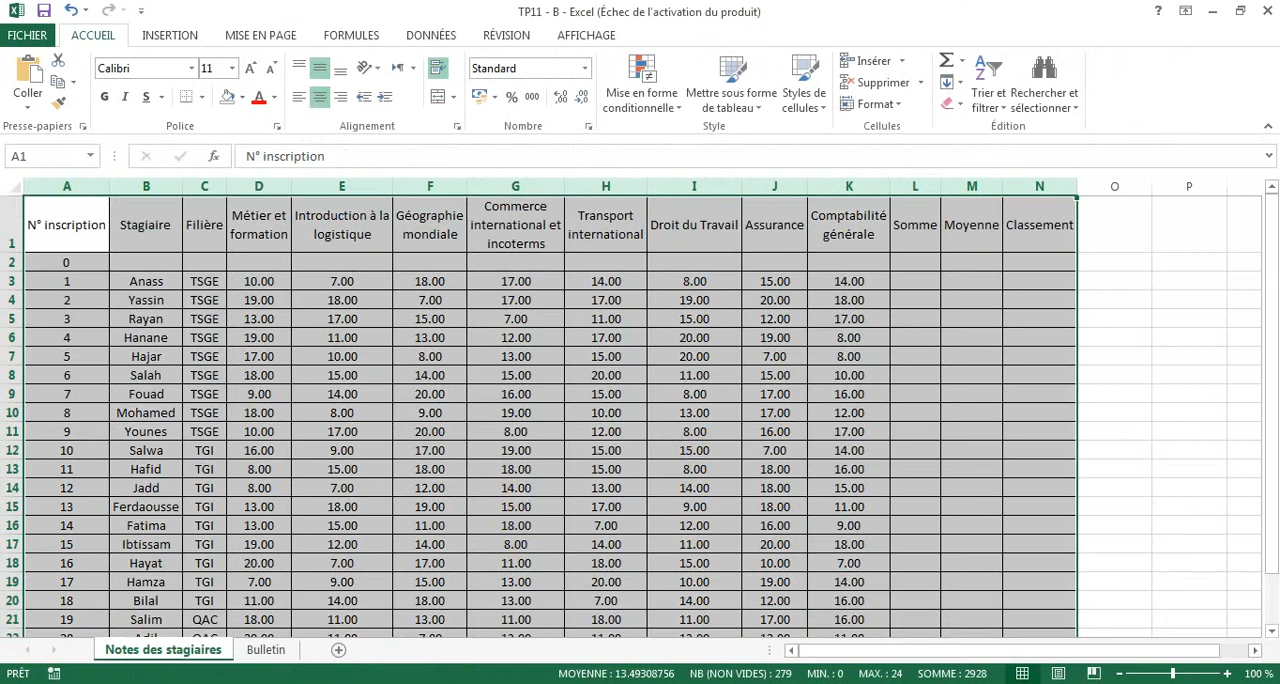 TP11 - B - Excel (Échec de l'activation du produit)
FICHIER ACCUEIL INSERTION MISE EN PAGE FORMULES DONNÉES RÉVISION AFFICHAGE
Coller
Calibri 11
G I S A
Standard
% 000
Mise en forme conditionnelle
Mettre sous forme de tableau
Styles de cellules
Insérer
Supprimer
Format
Trier et filtrer
Rechercher et sélectionner
Presse-papiers Police Alignement Nombre Style Cellules Édition
A1 fx N° inscription
A B C D E F G H I J K L M N O P
1 N° inscription Stagiaire Filière Métier et formation Introduction à la logistique Géographie mondiale Commerce international et incoterms Transport international Droit du Travail Assurance Comptabilité générale Somme Moyenne Classement
2 0
3 1 Anass TSGE 10.00 7.00 18.00 17.00 14.00 8.00 15.00 14.00
4 2 Yassin TSGE 19.00 18.00 7.00 17.00 17.00 19.00 20.00 18.00
5 3 Rayan TSGE 13.00 17.00 15.00 7.00 11.00 15.00 12.00 17.00
6 4 Hanane TSGE 19.00 11.00 13.00 12.00 17.00 20.00 19.00 8.00
7 5 Hajar TSGE 17.00 10.00 8.00 13.00 15.00 20.00 7.00 8.00
8 6 Salah TSGE 18.00 15.00 14.00 15.00 20.00 11.00 15.00 10.00
9 7 Fouad TSGE 9.00 14.00 20.00 16.00 15.00 8.00 17.00 16.00
10 8 Mohamed TSGE 18.00 8.00 9.00 19.00 10.00 13.00 17.00 12.00
11 9 Younes TSGE 10.00 17.00 20.00 8.00 12.00 8.00 16.00 17.00
12 10 Salwa TGI 16.00 9.00 17.00 19.00 15.00 15.00 7.00 14.00
13 11 Hafid TGI 8.00 15.00 18.00 18.00 15.00 8.00 18.00 16.00
14 12 Jadd TGI 8.00 7.00 12.00 14.00 13.00 14.00 18.00 15.00
15 13 Ferdaousse TGI 13.00 18.00 19.00 15.00 17.00 9.00 18.00 11.00
16 14 Fatima TGI 13.00 15.00 11.00 18.00 7.00 12.00 16.00 9.00
17 15 Ibtissam TGI 19.00 12.00 14.00 8.00 14.00 11.00 20.00 18.00
18 16 Hayat TGI 20.00 7.00 17.00 11.00 18.00 15.00 10.00 7.00
19 17 Hamza TGI 7.00 9.00 15.00 13.00 20.00 10.00 19.00 14.00
20 18 Bilal TGI 11.00 14.00 18.00 13.00 7.00 14.00 12.00 16.00
21 19 Salim QAC 18.00 11.00 13.00 11.00 18.00 11.00 17.00 16.00
Notes des stagiaires Bulletin
PRÊT MOYENNE : 13.49308756 NB (NON VIDES) : 279 MIN. : 0 MAX. : 24 SOMME : 2928 100 %